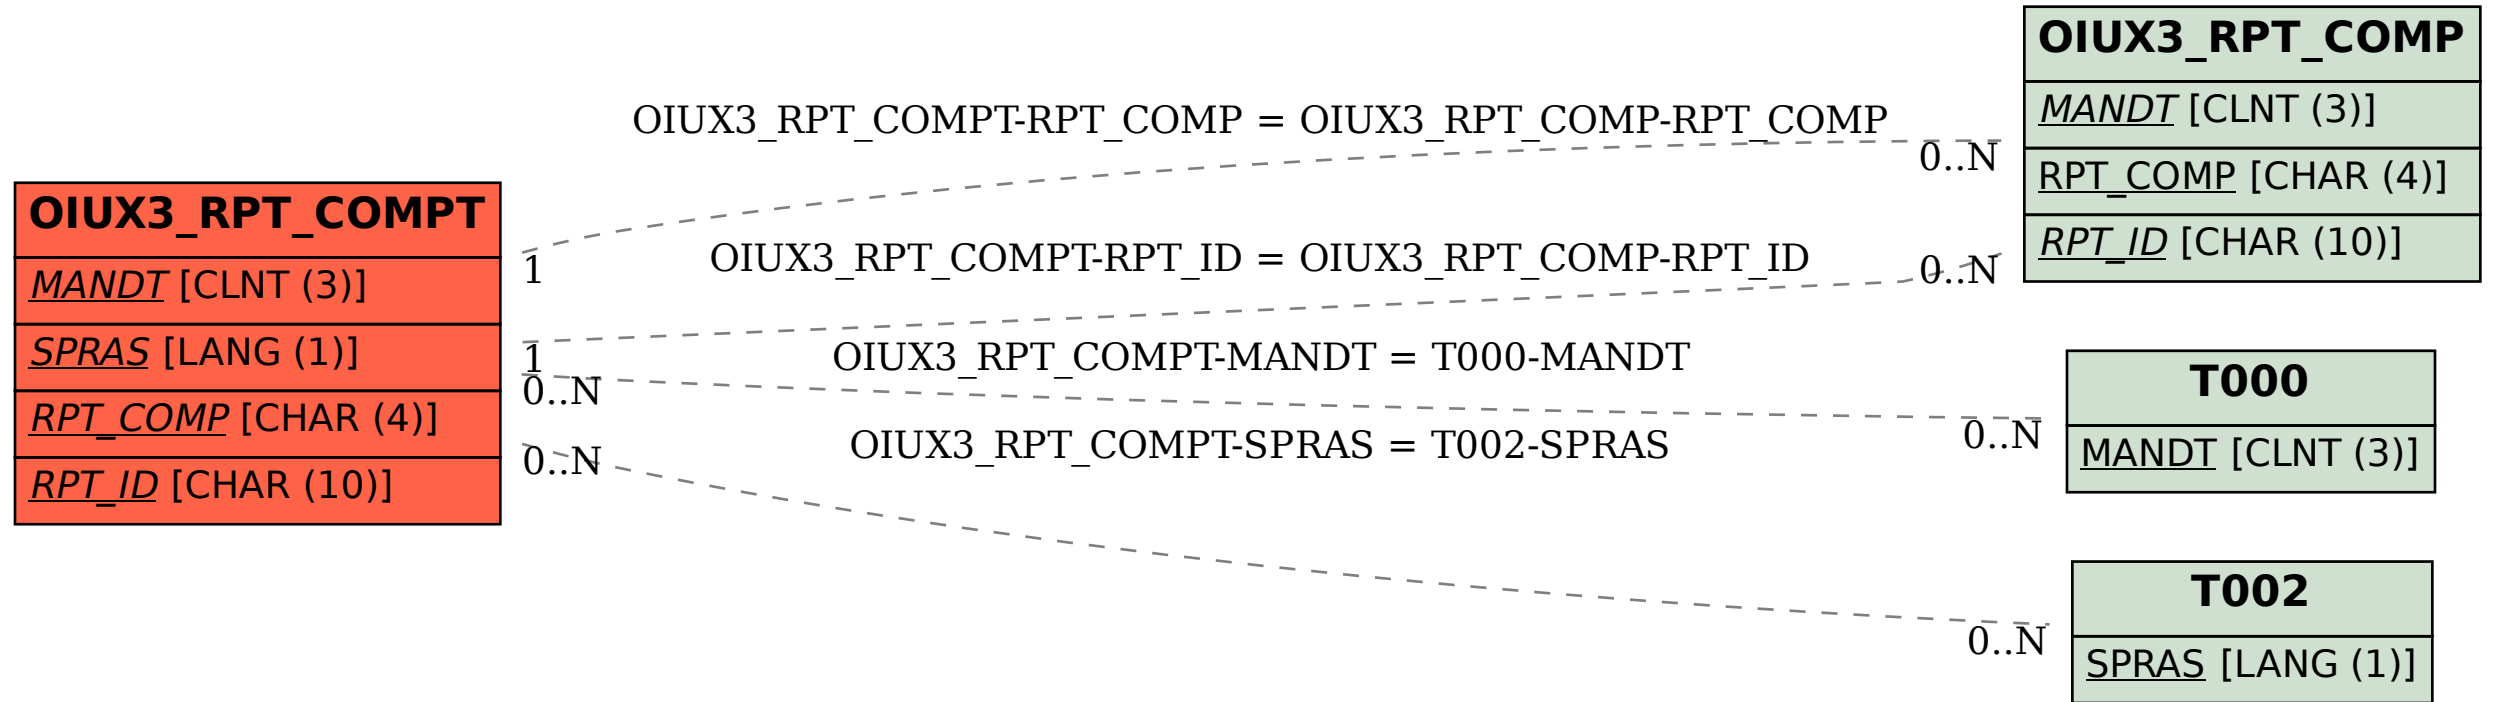 OIUX3_RPT_COMPT
MANDT [CLNT (3)]
SPRAS [LANG (1)]
RPT_COMP [CHAR (4)]
RPT_ID [CHAR (10)]
OIUX3_RPT_COMPT-RPT_COMP = OIUX3_RPT_COMP-RPT_COMP
0..N
1
OIUX3_RPT_COMPT-RPT_ID = OIUX3_RPT_COMP-RPT_ID
0..N
1
OIUX3_RPT_COMPT-MANDT = T000-MANDT
0..N
0..N
OIUX3_RPT_COMPT-SPRAS = T002-SPRAS
0..N
0..N
OIUX3_RPT_COMP
MANDT [CLNT (3)]
RPT_COMP [CHAR (4)]
RPT_ID [CHAR (10)]
T000
MANDT [CLNT (3)]
T002
SPRAS [LANG (1)]